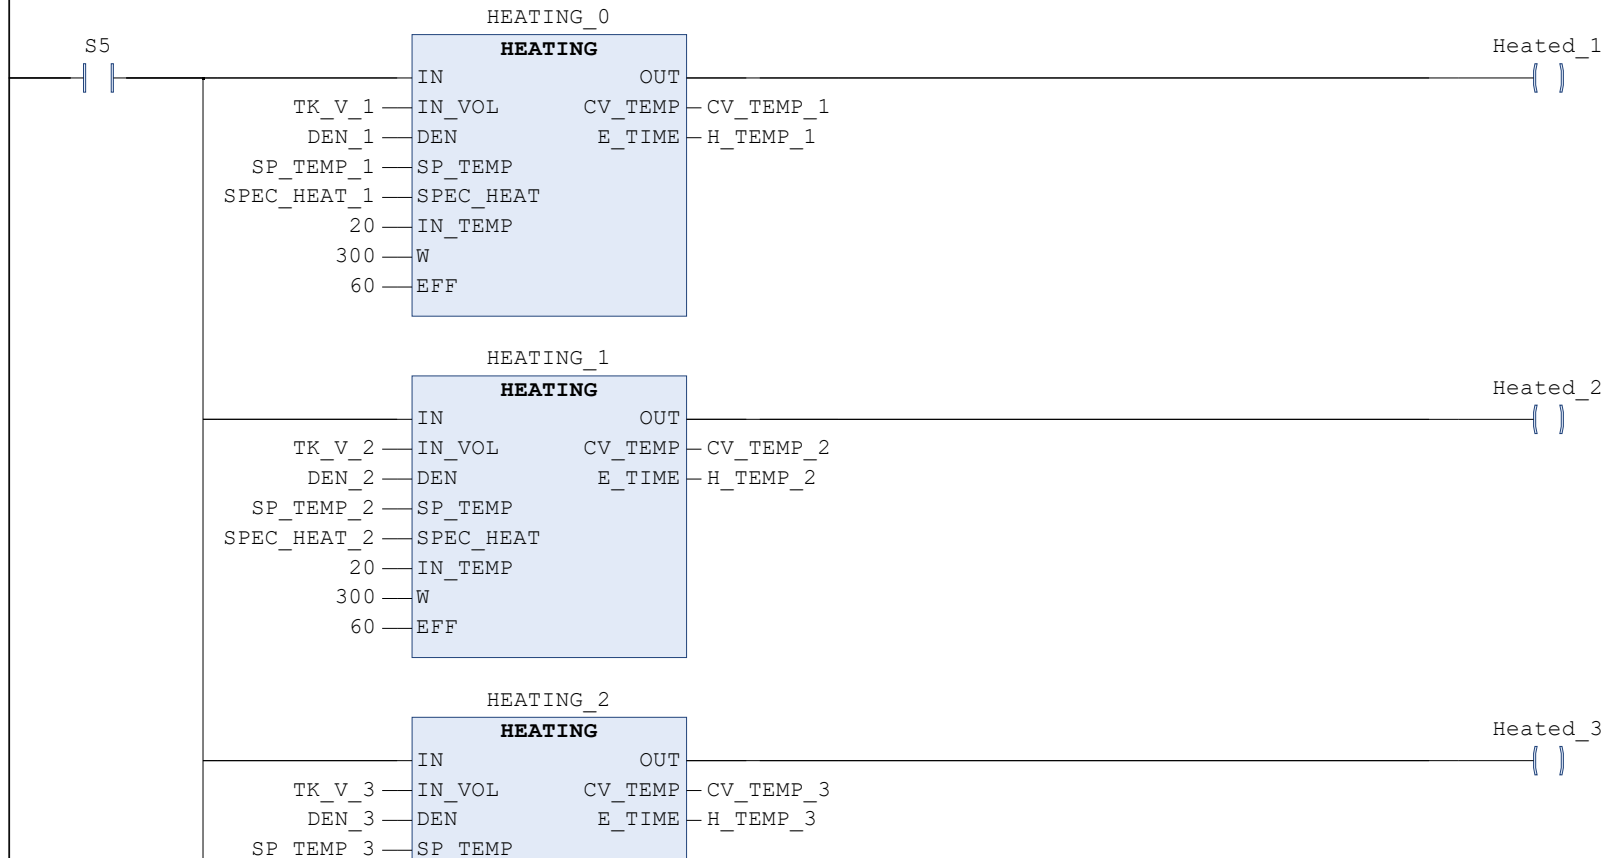 HEATING_0
S5
HEATING
Heated_1
IN OUT
TK_V_1 IN_VOL CV_TEMP CV_TEMP_1
DEN_1 DEN E_TIME H_TEMP_1
SP_TEMP_1 SP_TEMP
SPEC_HEAT_1 SPEC_HEAT
20 IN_TEMP
300 W
60 EFF
HEATING_1
HEATING
Heated_2
IN OUT
TK_V_2 IN_VOL CV_TEMP CV_TEMP_2
DEN_2 DEN E_TIME H_TEMP_2
SP_TEMP_2 SP_TEMP
SPEC_HEAT_2 SPEC_HEAT
20 IN_TEMP
300 W
60 EFF
HEATING_2
HEATING
Heated_3
IN OUT
TK_V_3 IN_VOL CV_TEMP CV_TEMP_3
DEN_3 DEN E_TIME H_TEMP_3
SP_TEMP_3 SP_TEMP